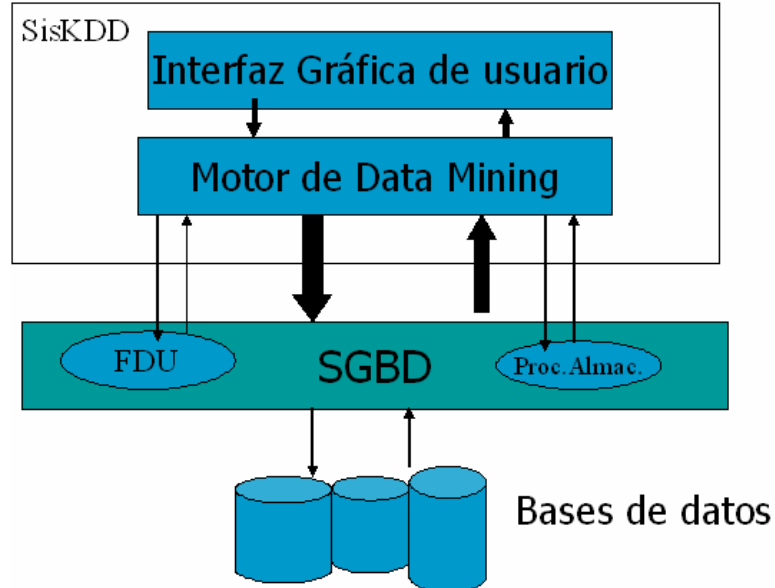 SisKDD
Interfaz Gráfica de usuario
Motor de Data Mining
FDU
SGBD
Proc.Almac.
Bases de datos